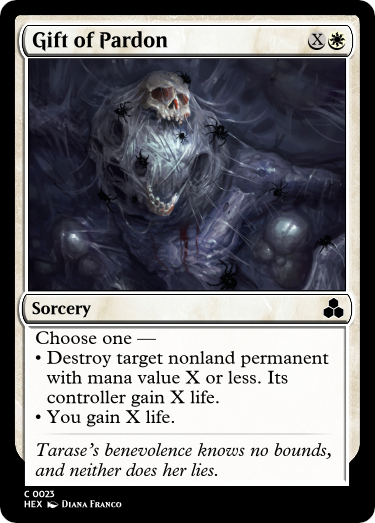 Gift of Pardon X
Sorcery
Choose one —
• Destroy target nonland permanent
with mana value X or less. Its
controller gain X life.
• You gain X life.
Tarase's benevolence knows no bounds,
and neither does her lies.
C 0023
HEX Diana Franco